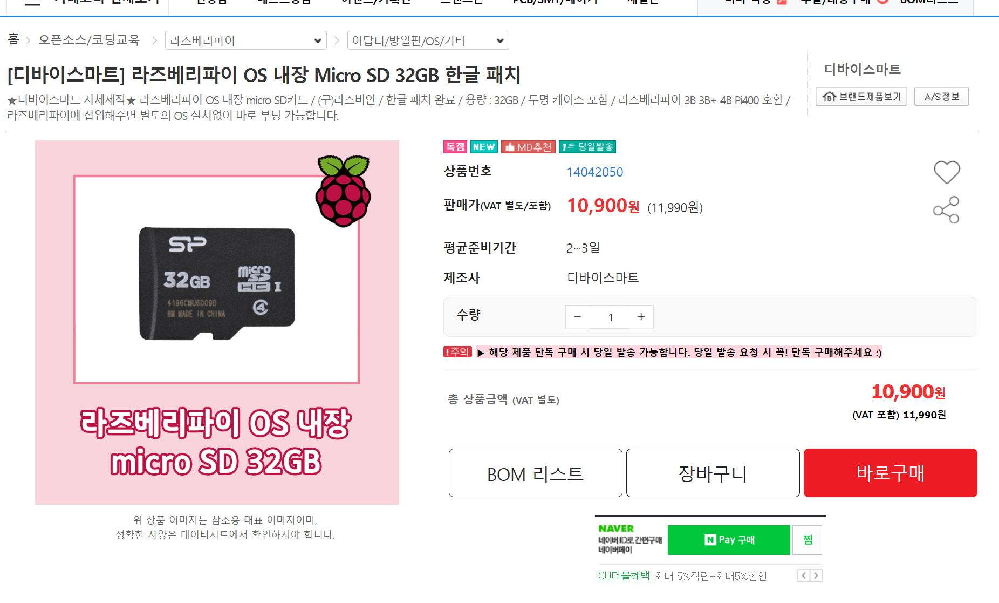 홈
오픈소스/코딩교육
라즈베리파이
아답터/방열판/OS/기타
[디바이스마트] 라즈베리파이 OS 내장 Micro SD 32GB 한글 패치
★디바이스마트 자체제작★ 라즈베리파이 OS 내장 micro SD카드 / (구)라즈비안 / 한글 패치 완료 / 용량 : 32GB / 투명 케이스 포함 / 라즈베리파이 3B 3B+ 4B Pi400 호환 /
라즈베리파이에 삽입해주면 별도의 OS 설치없이 바로 부팅 가능합니다.
디바이스마트
브랜드제품보기
A/S정보
SP
32GB
micro
SD
HC I
4196CMU6D09D
8M MADE IN CHINA
4
라즈베리파이 OS 내장
micro SD 32GB
위 상품 이미지는 참조용 대표 이미지이며,
정확한 사양은 데이터시트에서 확인하셔야 합니다.
독점 NEW MD추천 당일발송
상품번호 14042050
판매가(VAT 별도/포함) 10,900원 (11,990원)
평균준비기간 2~3일
제조사 디바이스마트
수량 − 1 +
!주의 ▶ 해당 제품 단독 구매 시 당일 발송 가능합니다. 당일 발송 요청 시 꼭! 단독 구매해주세요 :)
총 상품금액 (VAT 별도) 10,900원
(VAT 포함) 11,990원
BOM 리스트
장바구니
바로구매
NAVER
네이버ID로 간편구매
네이버페이
N Pay 구매
찜
CU더블혜택 최대 5%적립+최대5%할인